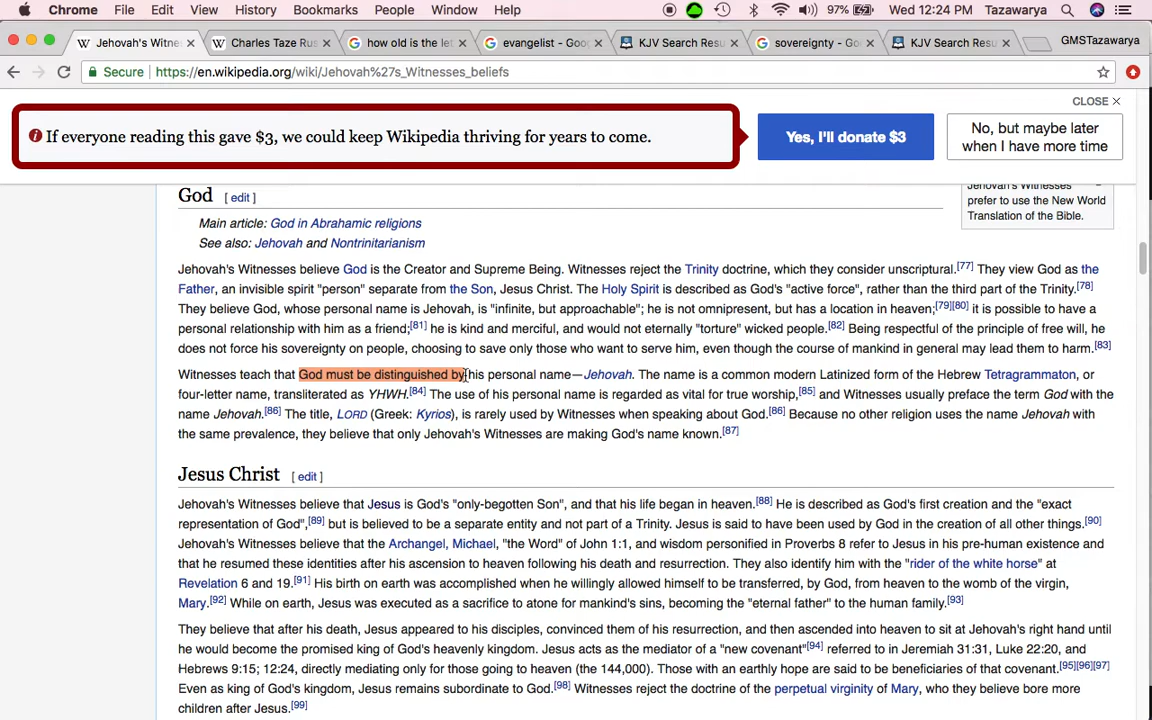 Chrome File Edit View History Bookmarks People Window Help 97% Wed 12:24 PM Tazawarya
Jehovah's Witne Charles Taze Rus how old is the let evangelist - Goo KJV Search Resu sovereignty - Go KJV Search Resu GMSTazawarya
Secure https://en.wikipedia.org/wiki/Jehovah%27s_Witnesses_beliefs
CLOSE
If everyone reading this gave $3, we could keep Wikipedia thriving for years to come.
Yes, I'll donate $3
No, but maybe later
when I have more time
God [ edit ]
Jehovah's Witnesses
prefer to use the New World
Translation of the Bible.
Main article: God in Abrahamic religions
See also: Jehovah and Nontrinitarianism
Jehovah's Witnesses believe God is the Creator and Supreme Being. Witnesses reject the Trinity doctrine, which they consider unscriptural.[77] They view God as the
Father, an invisible spirit "person" separate from the Son, Jesus Christ. The Holy Spirit is described as God's "active force", rather than the third part of the Trinity.[78]
They believe God, whose personal name is Jehovah, is "infinite, but approachable"; he is not omnipresent, but has a location in heaven;[79][80] it is possible to have a
personal relationship with him as a friend;[81] he is kind and merciful, and would not eternally "torture" wicked people.[82] Being respectful of the principle of free will, he
does not force his sovereignty on people, choosing to save only those who want to serve him, even though the course of mankind in general may lead them to harm.[83]
Witnesses teach that God must be distinguished by his personal name—Jehovah. The name is a common modern Latinized form of the Hebrew Tetragrammaton, or
four-letter name, transliterated as YHWH.[84] The use of his personal name is regarded as vital for true worship,[85] and Witnesses usually preface the term God with the
name Jehovah.[86] The title, LORD (Greek: Kyrios), is rarely used by Witnesses when speaking about God.[86] Because no other religion uses the name Jehovah with
the same prevalence, they believe that only Jehovah's Witnesses are making God's name known.[87]
Jesus Christ [ edit ]
Jehovah's Witnesses believe that Jesus is God's "only-begotten Son", and that his life began in heaven.[88] He is described as God's first creation and the "exact
representation of God",[89] but is believed to be a separate entity and not part of a Trinity. Jesus is said to have been used by God in the creation of all other things.[90]
Jehovah's Witnesses believe that the Archangel, Michael, "the Word" of John 1:1, and wisdom personified in Proverbs 8 refer to Jesus in his pre-human existence and
that he resumed these identities after his ascension to heaven following his death and resurrection. They also identify him with the "rider of the white horse" at
Revelation 6 and 19.[91] His birth on earth was accomplished when he willingly allowed himself to be transferred, by God, from heaven to the womb of the virgin,
Mary.[92] While on earth, Jesus was executed as a sacrifice to atone for mankind's sins, becoming the "eternal father" to the human family.[93]
They believe that after his death, Jesus appeared to his disciples, convinced them of his resurrection, and then ascended into heaven to sit at Jehovah's right hand until
he would become the promised king of God's heavenly kingdom. Jesus acts as the mediator of a "new covenant"[94] referred to in Jeremiah 31:31, Luke 22:20, and
Hebrews 9:15; 12:24, directly mediating only for those going to heaven (the 144,000). Those with an earthly hope are said to be beneficiaries of that covenant.[95][96][97]
Even as king of God's kingdom, Jesus remains subordinate to God.[98] Witnesses reject the doctrine of the perpetual virginity of Mary, who they believe bore more
children after Jesus.[99]